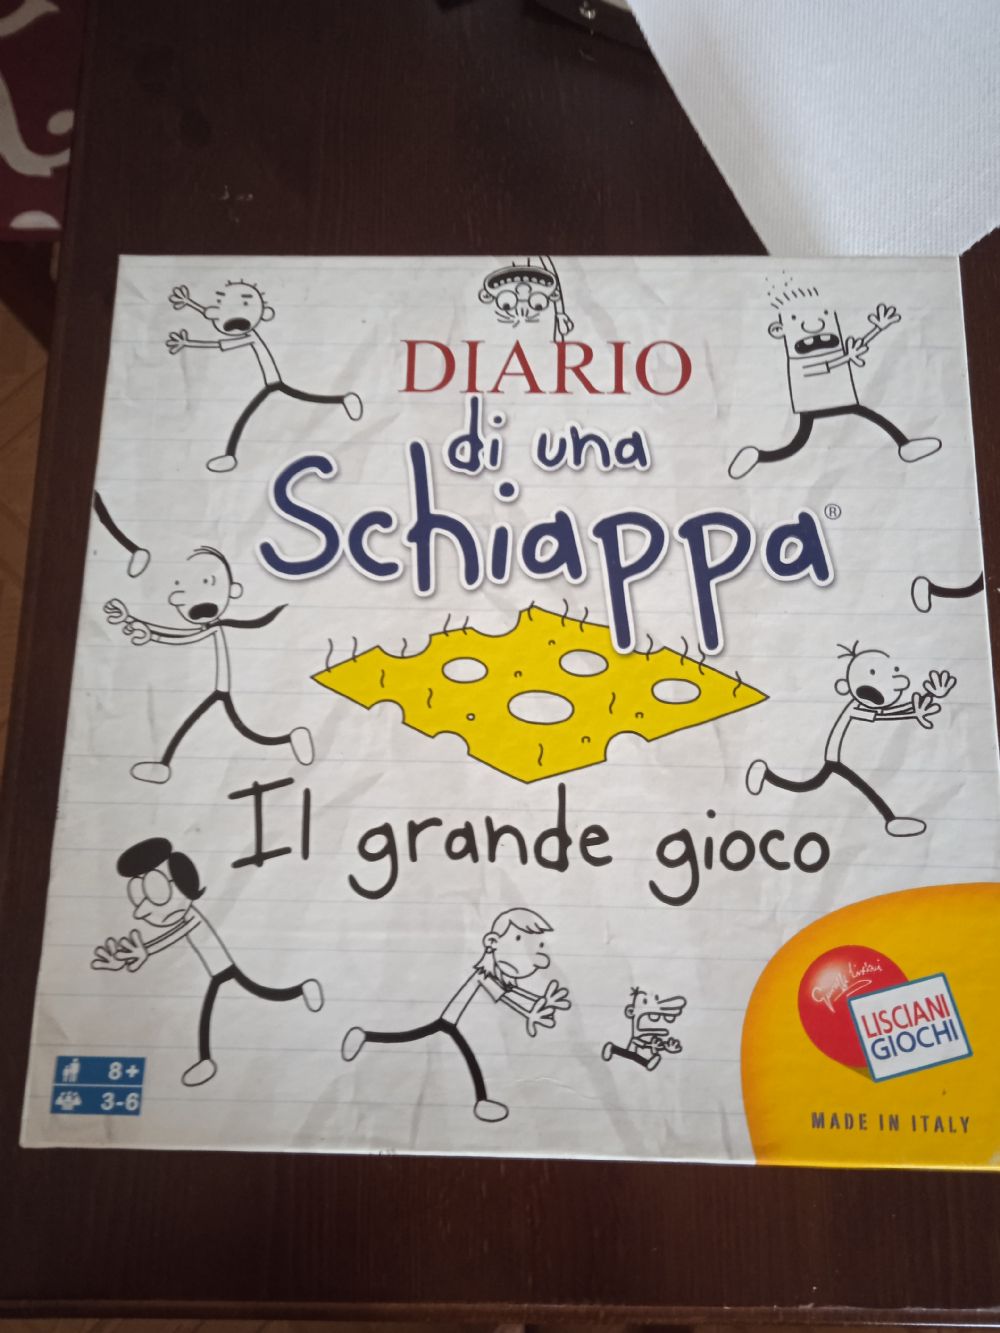 DIARIO
di una
Schiappa®
Il grande gioco
8+
3-6
LISCIANI
GIOCHI
MADE IN ITALY